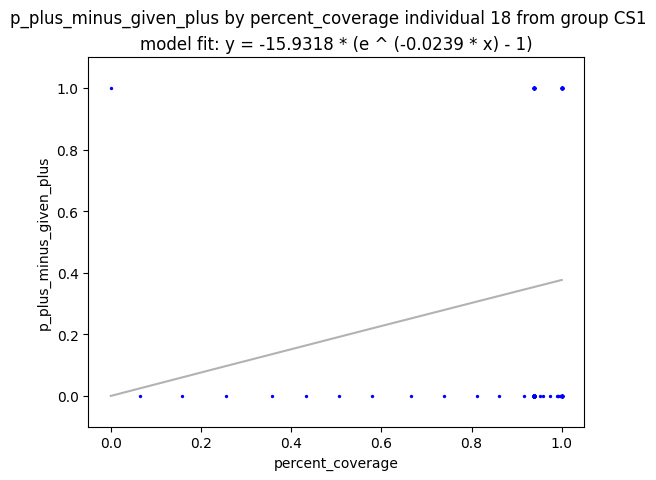 p_plus_minus_given_plus by percent_coverage individual 18 from group CS1
model fit: y = -15.9318 * (e ^ (-0.0239 * x) - 1)
p_plus_minus_given_plus
1.0
0.8
0.6
0.4
0.2
0.0
0.0 0.2 0.4 0.6 0.8 1.0
percent_coverage